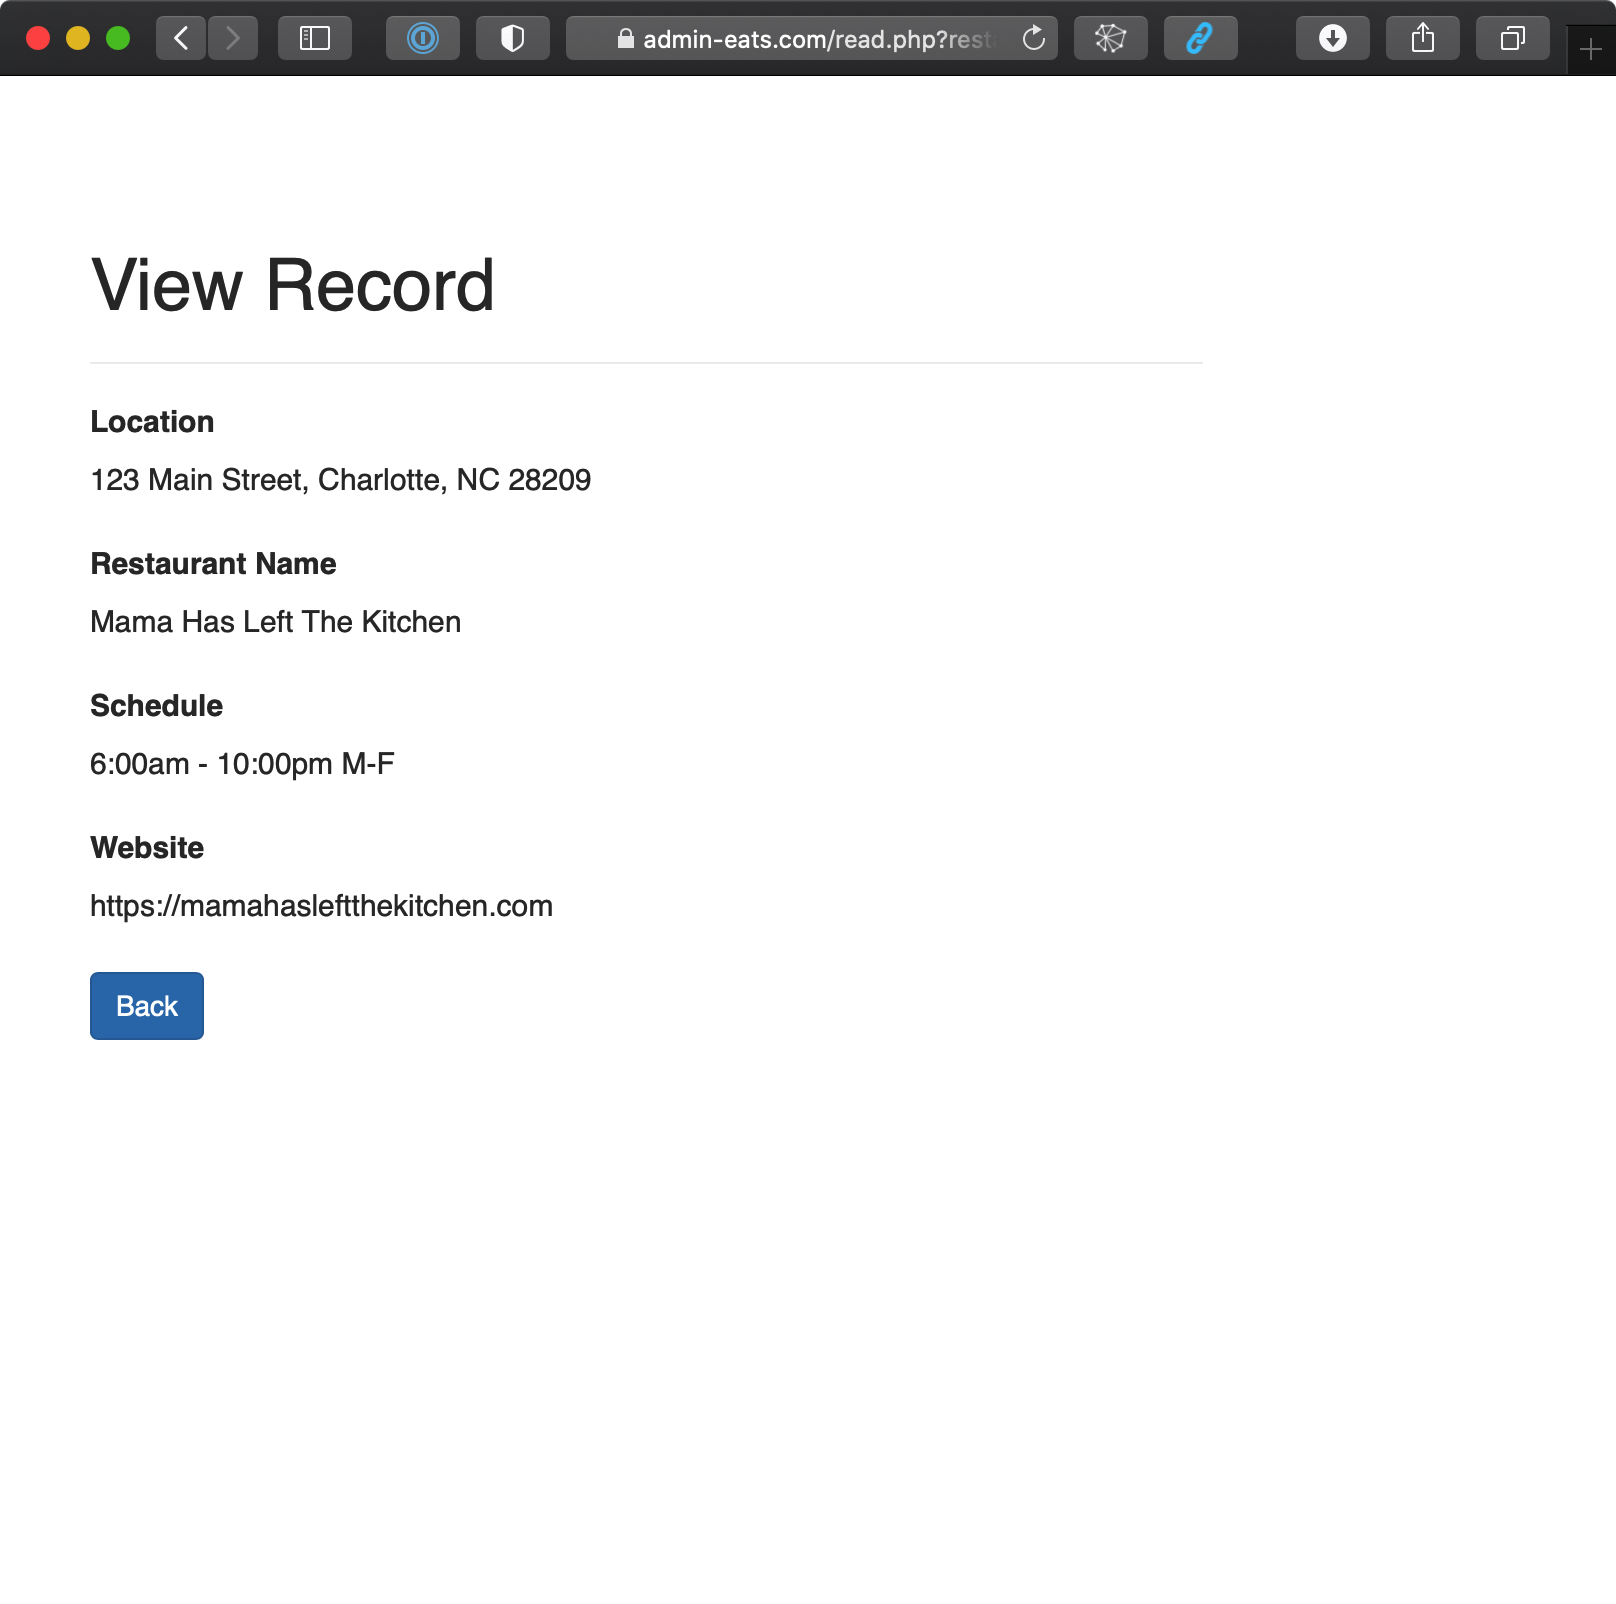 admin-eats.com/read.php?rest
View Record
Location
123 Main Street, Charlotte, NC 28209
Restaurant Name
Mama Has Left The Kitchen
Schedule
6:00am - 10:00pm M-F
Website
https://mamahasleftthekitchen.com
Back